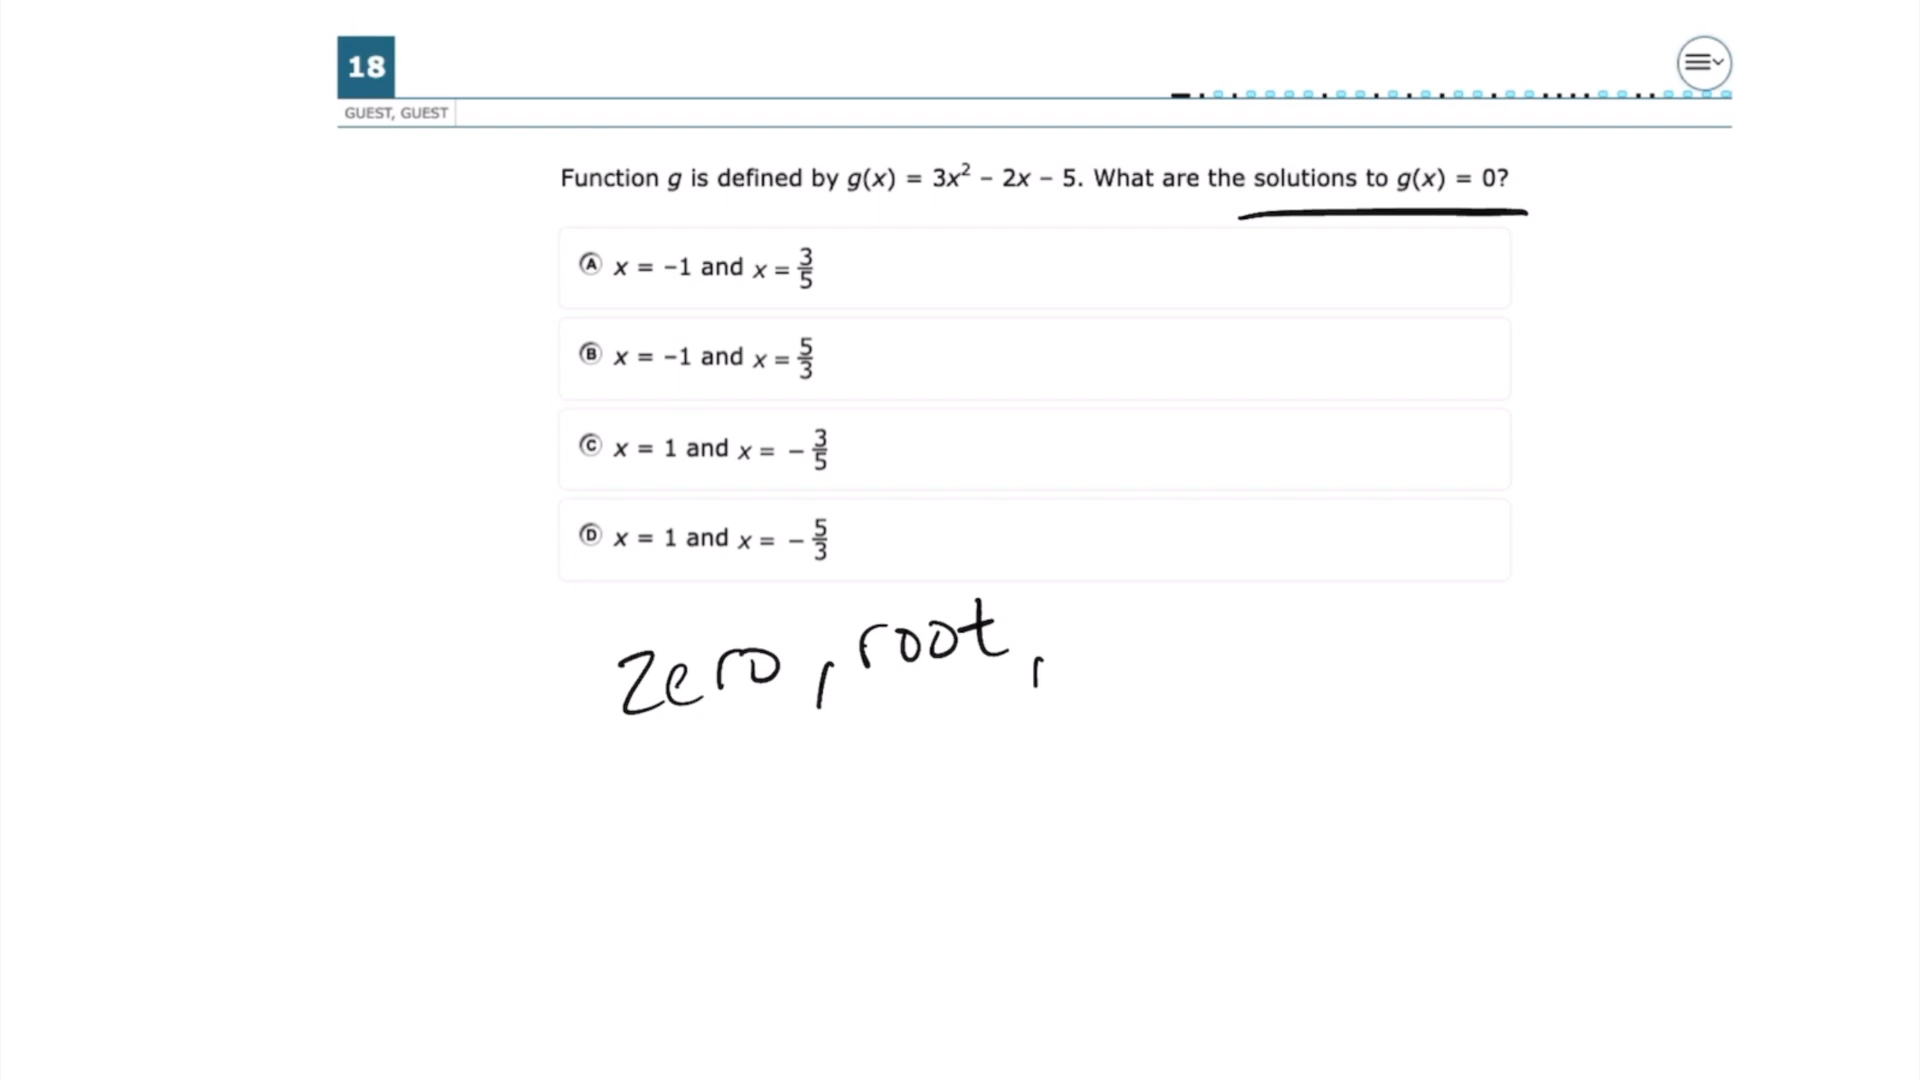 18
GUEST, GUEST
Function g is defined by g(x) = 3x² – 2x – 5. What are the solutions to g(x) = 0?
A x = –1 and x = 3/5
B x = –1 and x = 5/3
C x = 1 and x = – 3/5
D x = 1 and x = – 5/3
zero, root,